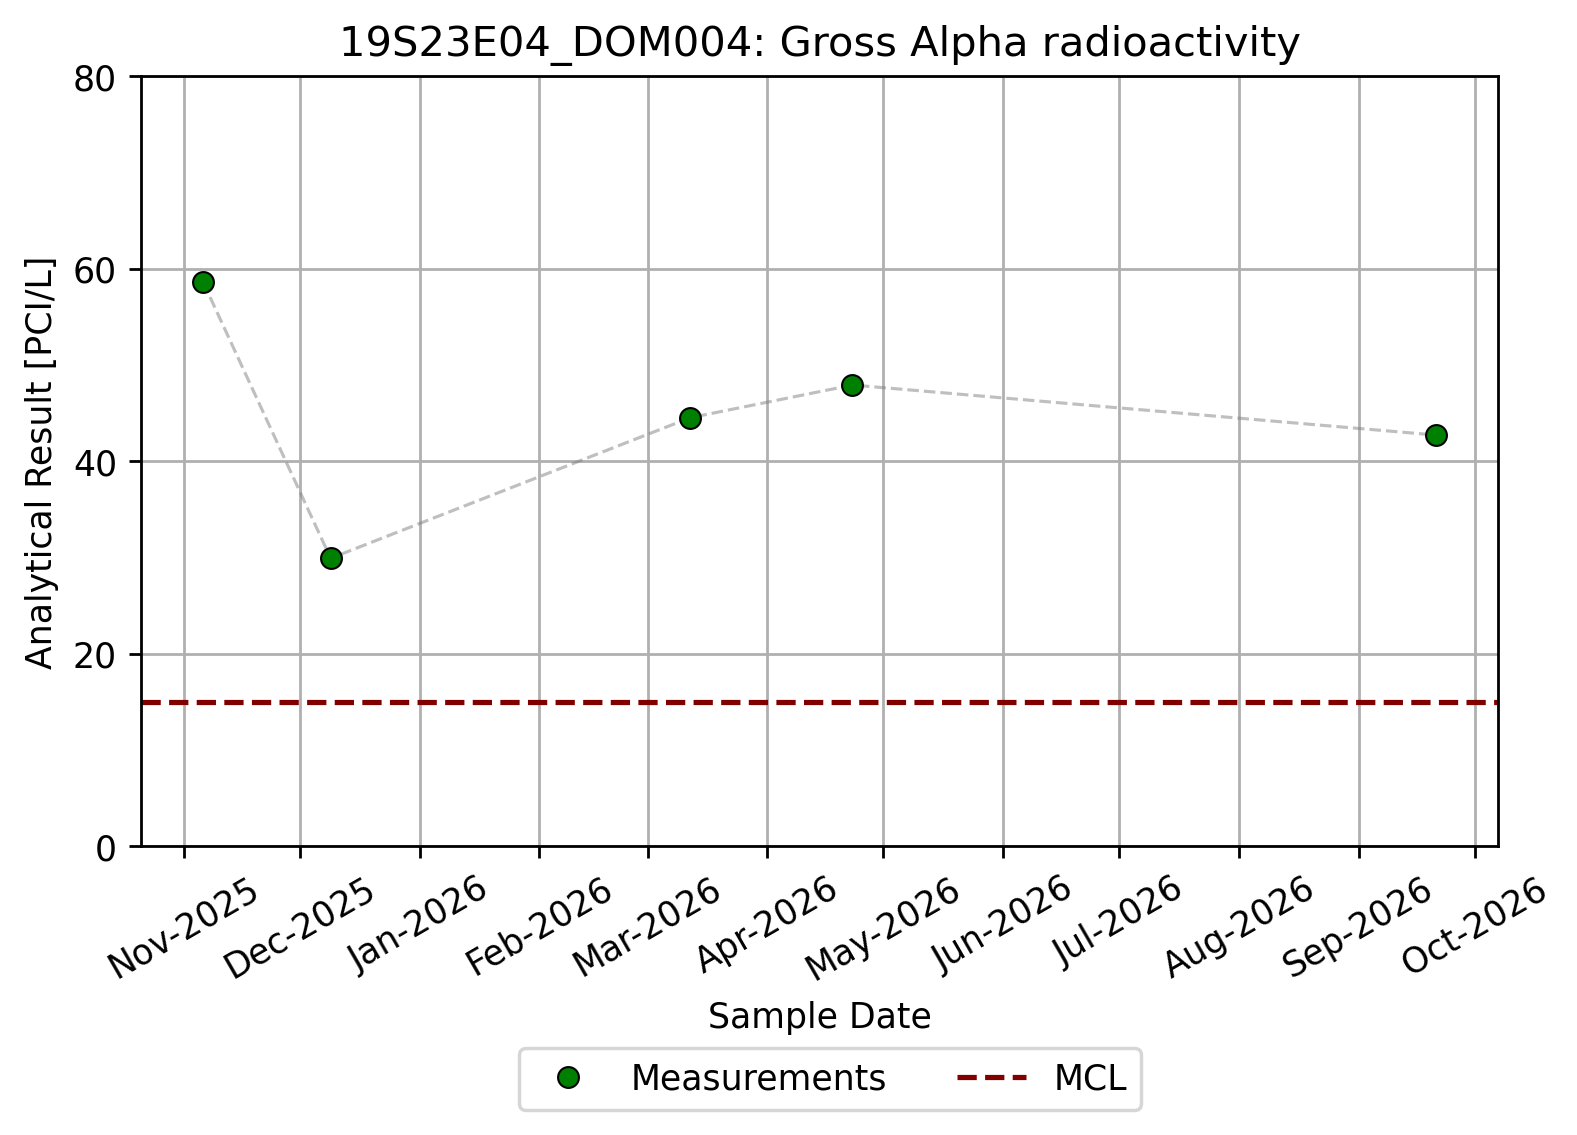 19S23E04_DOM004: Gross Alpha radioactivity
Analytical Result [PCI/L]
80
60
40
20
0
Nov-2025
Dec-2025
Jan-2026
Feb-2026
Mar-2026
Apr-2026
May-2026
Jun-2026
Jul-2026
Aug-2026
Sep-2026
Oct-2026
Sample Date
Measurements
MCL